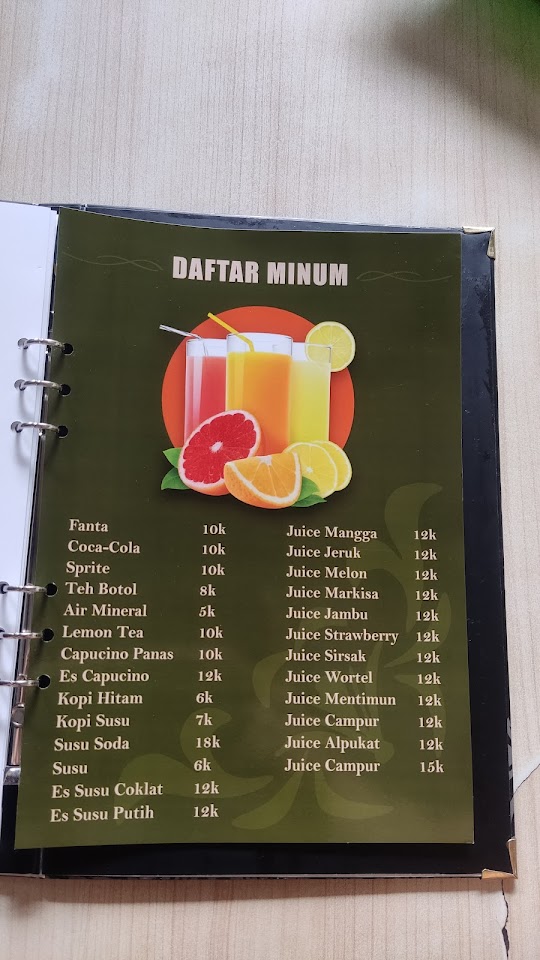 DAFTAR MINUM
Fanta 10k
Coca-Cola 10k
Sprite 10k
Teh Botol 8k
Air Mineral 5k
Lemon Tea 10k
Capucino Panas 10k
Es Capucino 12k
Kopi Hitam 6k
Kopi Susu 7k
Susu Soda 18k
Susu 6k
Es Susu Coklat 12k
Es Susu Putih 12k
Juice Mangga 12k
Juice Jeruk 12k
Juice Melon 12k
Juice Markisa 12k
Juice Jambu 12k
Juice Strawberry 12k
Juice Sirsak 12k
Juice Wortel 12k
Juice Mentimun 12k
Juice Campur 12k
Juice Alpukat 12k
Juice Campur 15k